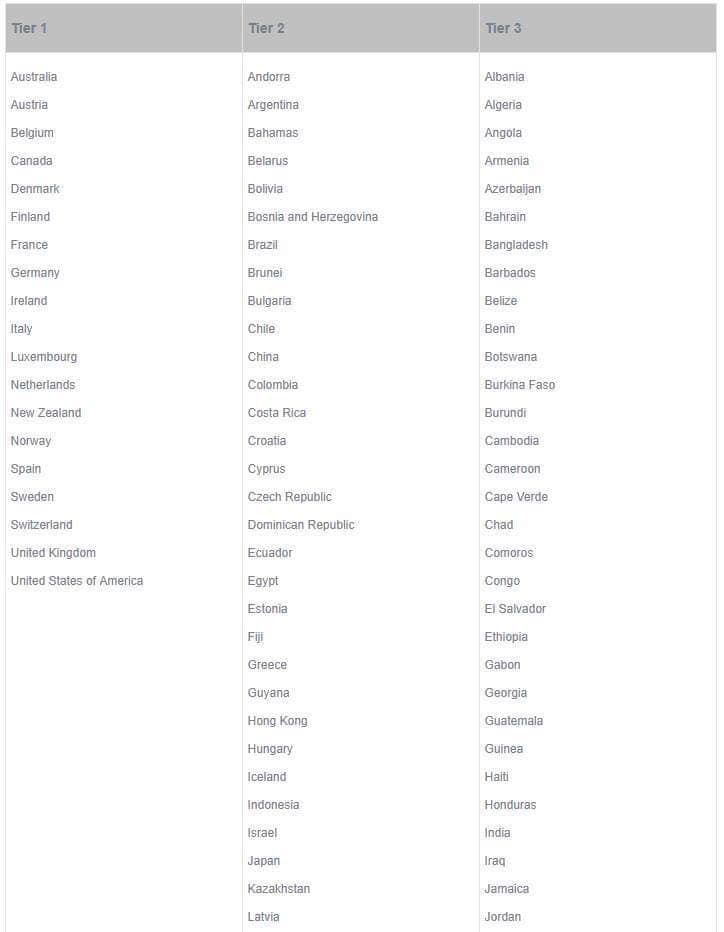 Tier 1 Tier 2 Tier 3
Australia Andorra Albania
Austria Argentina Algeria
Belgium Bahamas Angola
Canada Belarus Armenia
Denmark Bolivia Azerbaijan
Finland Bosnia and Herzegovina Bahrain
France Brazil Bangladesh
Germany Brunei Barbados
Ireland Bulgaria Belize
Italy Chile Benin
Luxembourg China Botswana
Netherlands Colombia Burkina Faso
New Zealand Costa Rica Burundi
Norway Croatia Cambodia
Spain Cyprus Cameroon
Sweden Czech Republic Cape Verde
Switzerland Dominican Republic Chad
United Kingdom Ecuador Comoros
United States of America Egypt Congo
Estonia El Salvador
Fiji Ethiopia
Greece Gabon
Guyana Georgia
Hong Kong Guatemala
Hungary Guinea
Iceland Haiti
Indonesia Honduras
Israel India
Japan Iraq
Kazakhstan Jamaica
Latvia Jordan